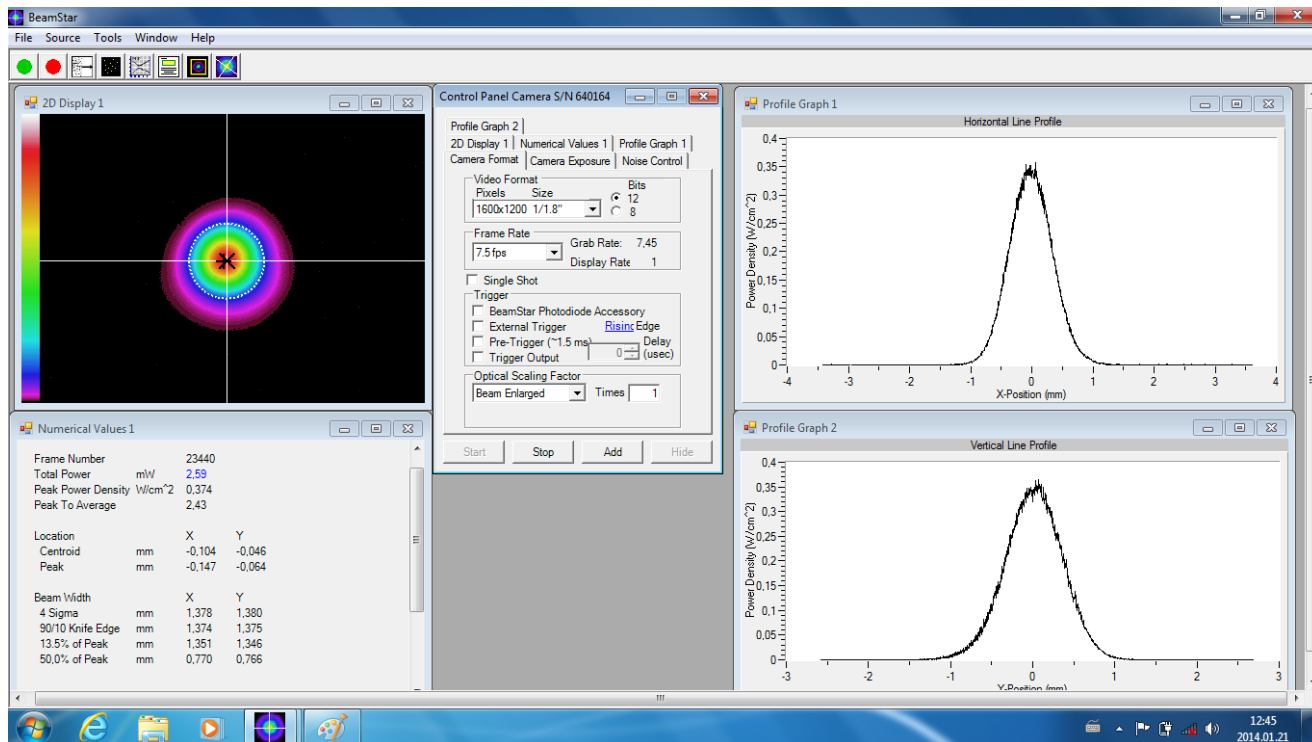 BeamStar
File Source Tools Window Help
2D Display 1
Control Panel Camera S/N 640164
Profile Graph 2
2D Display 1 Numerical Values 1 Profile Graph 1
Camera Format Camera Exposure Noise Control
Video Format
Pixels Size Bits
1600x1200 1/1.8" 12
8
Frame Rate
7.5 fps Grab Rate: 7,45
Display Rate 1
Single Shot
Trigger
BeamStar Photodiode Accessory
External Trigger Rising Edge
Pre-Trigger (~1.5 ms) Delay
Trigger Output 0 (usec)
Optical Scaling Factor
Beam Enlarged Times 1
Start Stop Add Hide
Profile Graph 1
Horizontal Line Profile
Power Density (W/cm^2)
0,4
0,35
0,3
0,25
0,2
0,15
0,1
0,05
0
-4 -3 -2 -1 0 1 2 3 4
X-Position (mm)
Numerical Values 1
Frame Number 23440
Total Power mW 2,59
Peak Power Density W/cm^2 0,374
Peak To Average 2,43
Location X Y
Centroid mm -0,104 -0,046
Peak mm -0,147 -0,064
Beam Width X Y
4 Sigma mm 1,378 1,380
90/10 Knife Edge mm 1,374 1,375
13.5% of Peak mm 1,351 1,346
50,0% of Peak mm 0,770 0,766
Profile Graph 2
Vertical Line Profile
Power Density (W/cm^2)
0,4
0,35
0,3
0,25
0,2
0,15
0,1
0,05
0
-3 -2 -1 0 1 2 3
Y-Position (mm)
12:45
2014.01.21